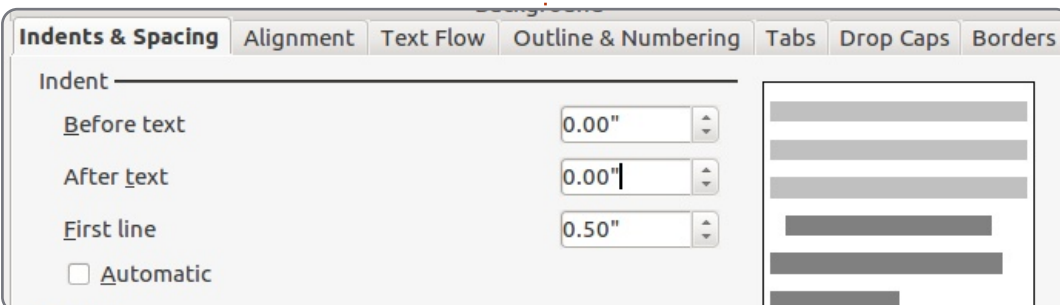 Background
Indents & Spacing Alignment Text Flow Outline & Numbering Tabs Drop Caps Borders
Indent
Before text 0.00"
After text 0.00"
First line 0.50"
Automatic